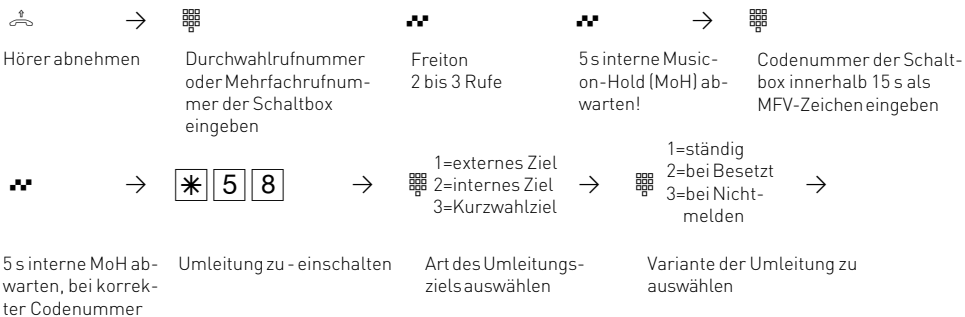 Hörer abnehmen
Durchwahlrufnummer
oder Mehrfachrufnum-
mer der Schaltbox
eingeben
Freiton
2 bis 3 Rufe
5 s interne Music-
on-Hold (MoH) ab-
warten!
Codenummer der Schalt-
box innerhalb 15 s als
MFV-Zeichen eingeben
* 5 8
1=externes Ziel
2=internes Ziel
3=Kurzwahlziel
1=ständig
2=bei Besetzt
3=bei Nicht-
melden
5 s interne MoH ab-
warten, bei korrek-
ter Codenummer
Umleitung zu - einschalten
Art des Umleitungs-
ziels auswählen
Variante der Umleitung zu
auswählen